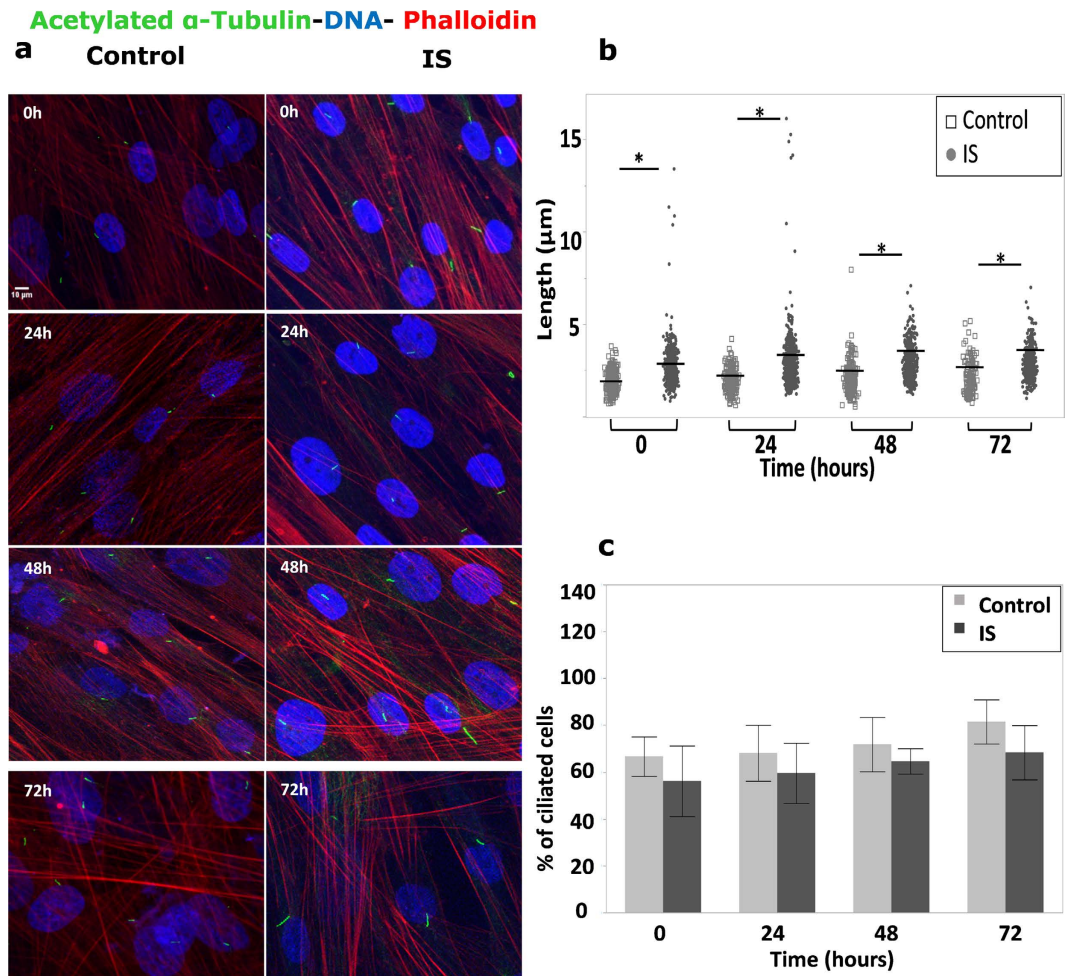 Acetylated α-Tubulin-DNA- Phalloidin
a
Control
IS
0h
10 µm
0h
24h
24h
48h
48h
72h
72h
b
Control
IS
*
*
*
*
15
10
5
Length (µm)
0
24
48
72
Time (hours)
c
Control
IS
140
120
100
80
60
40
20
0
% of ciliated cells
0
24
48
72
Time (hours)